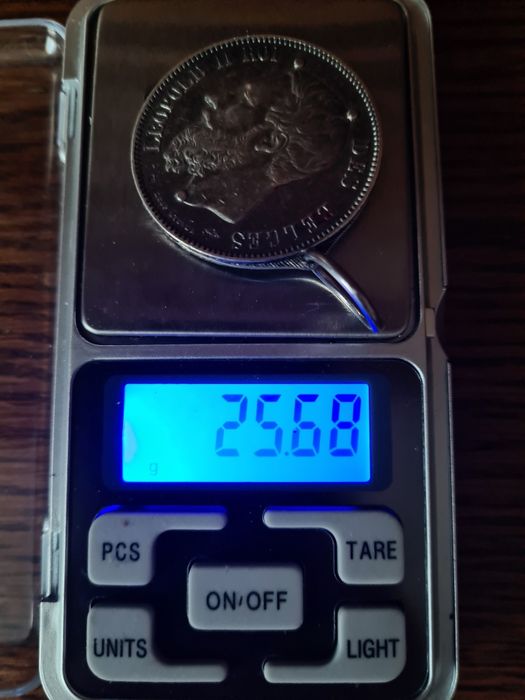 LEOPOLD II ROI
DES BELGES
25.68
g
PCS
TARE
ON/OFF
UNITS
LIGHT